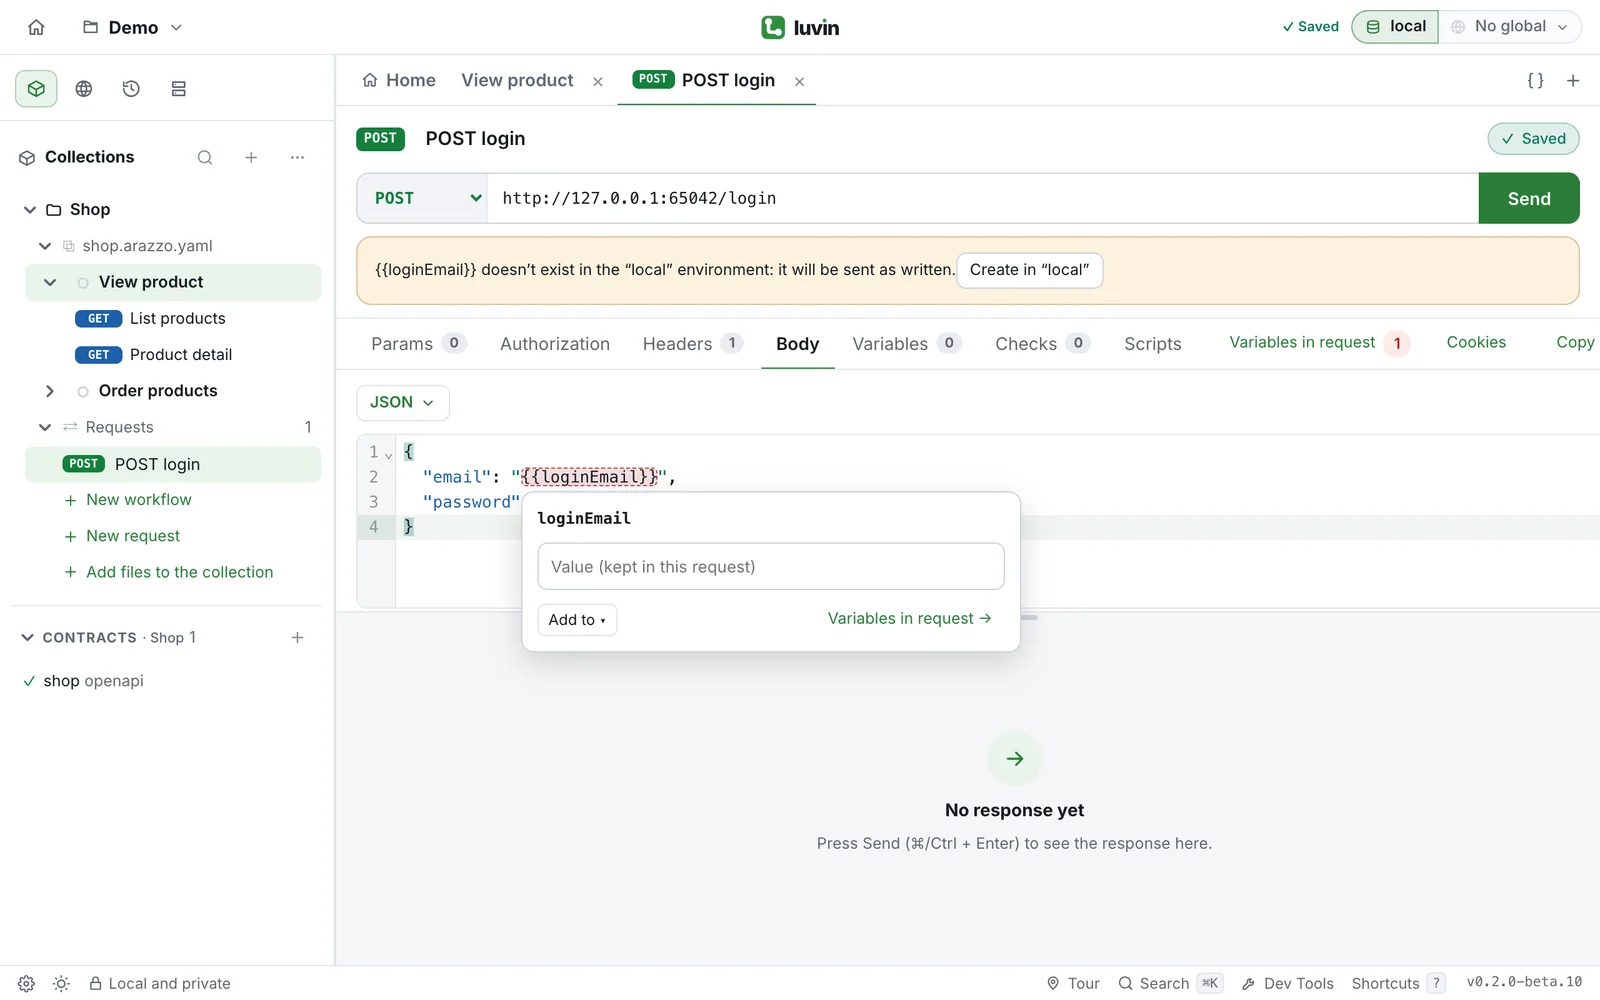 Demo
luvin
Saved
local
No global
Home
View product
POST POST login
{ } +
Collections
POST POST login
Saved
POST http://127.0.0.1:65042/login Send
Shop
shop.arazzo.yaml
{{loginEmail}} doesn’t exist in the “local” environment: it will be sent as written. Create in “local”
View product
GET List products
GET Product detail
Order products
Requests 1
POST POST login
+ New workflow
+ New request
+ Add files to the collection
Params 0 Authorization Headers 1 Body Variables 0 Checks 0 Scripts Variables in request 1 Cookies Copy
JSON
1 {
2 "email": "{{loginEmail}}",
3 "password"
4 }
loginEmail
Value (kept in this request)
Add to ▾ Variables in request →
CONTRACTS · Shop 1 +
shop openapi
No response yet
Press Send (⌘/Ctrl + Enter) to see the response here.
Local and private
Tour Search ⌘K Dev Tools Shortcuts ? v0.2.0-beta.10